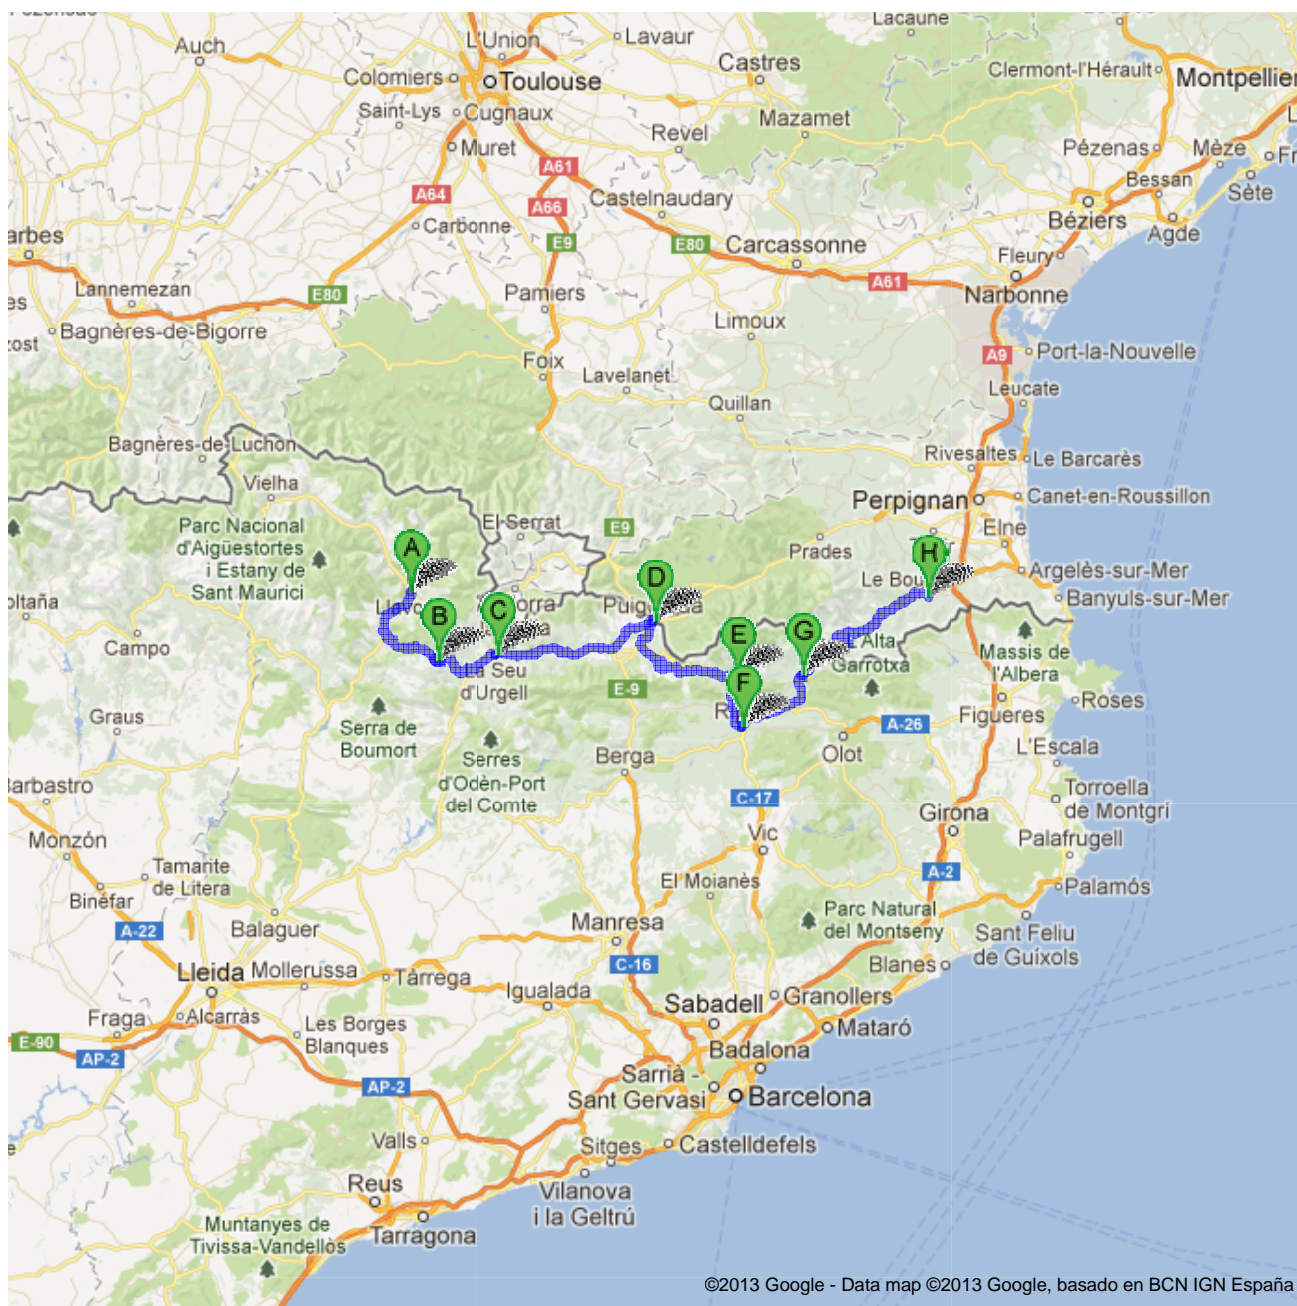 Lacaune
Auch
L'Union
Lavaur
Castres
Clermont-l'Hérault
Montpellier
Colomiers
Toulouse
Saint-Lys
Cugnaux
Revel
Mazamet
Muret
Pézenas
Mèze
A61
Bessan
Sète
A64
A66
Castelnaudary
Béziers
Carbonne
Agde
E9
E80
Carcassonne
Fleury
A61
Lannemezan
E80
Pamiers
Narbonne
Bagnères-de-Bigorre
Limoux
Foix
A9
Port-la-Nouvelle
Lavelanet
Leucate
Quillan
Bagnères-de-Luchon
Rivesaltes
Le Barcarès
Vielha
Perpignan
Canet-en-Roussillon
Parc Nacional
d'Aigüestortes
i Estany de
Sant Maurici
El Serrat
E9
Elne
A
Prades
H
Argelès-sur-Mer
D
Banyuls-sur-Mer
B
C
E
G
Campo
Alta
Garrotxa
Massis de
l'Albera
La Seu
d'Urgell
F
E-9
Roses
Graus
Serra de
Boumort
A-26
Figueres
Serres
d'Odèn-Port
del Comte
Berga
Olot
L'Escala
Barbastro
C-17
Torroella
de Montgrí
Monzón
Vic
Girona
Palafrugell
Tamarite
de Litera
El Moianès
A-2
Binéfar
Palamós
A-22
Balaguer
Manresa
Parc Natural
del Montseny
Sant Feliu
de Guíxols
Lleida
Mollerussa
Tàrrega
C-16
Blanes
Igualada
Sabadell
Granollers
Fraga
Alcarràs
Les Borges
Blanques
Mataró
E-90
AP-2
Badalona
AP-2
Sarrià -
Sant Gervasi
Barcelona
Valls
Sitges
Castelldefels
Reus
Vilanova
i la Geltrú
Muntanyes de
Tivissa-Vandellòs
Tarragona
©2013 Google - Data map ©2013 Google, basado en BCN IGN España